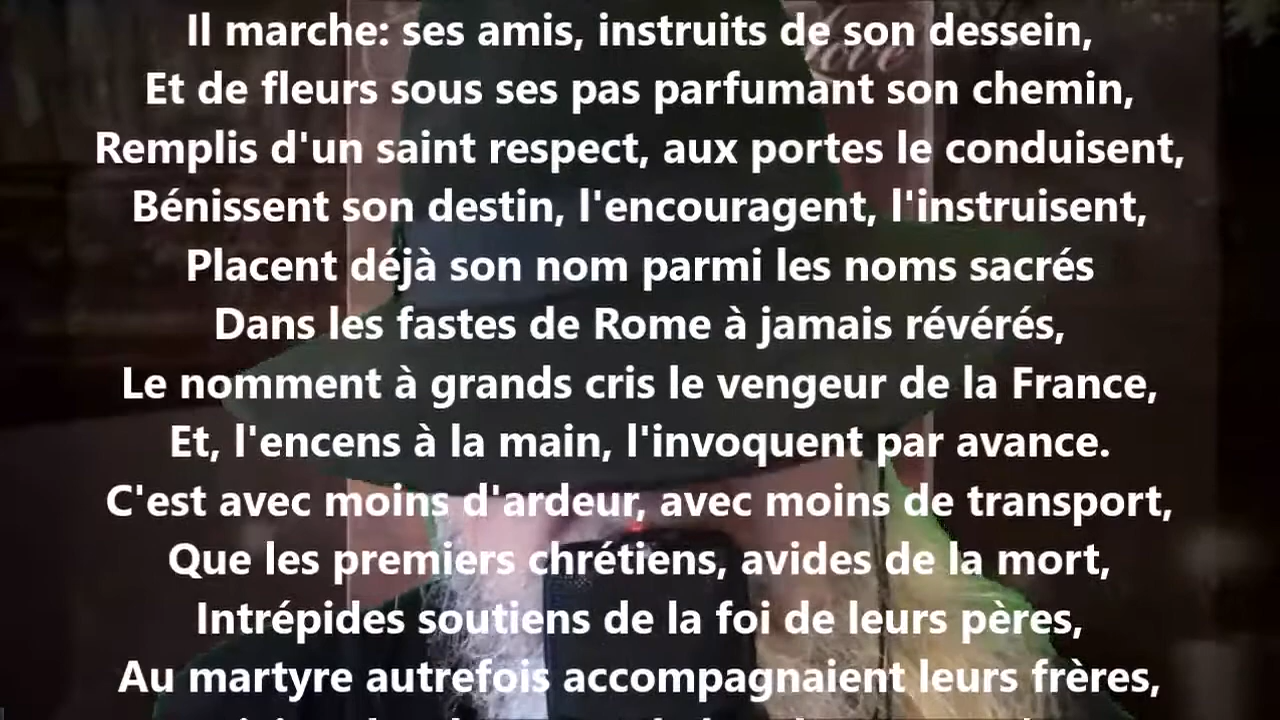 Il marche: ses amis, instruits de son dessein,
Et de fleurs sous ses pas parfumant son chemin,
Remplis d'un saint respect, aux portes le conduisent,
Bénissent son destin, l'encouragent, l'instruisent,
Placent déjà son nom parmi les noms sacrés
Dans les fastes de Rome à jamais révérés,
Le nomment à grands cris le vengeur de la France,
Et, l'encens à la main, l'invoquent par avance.
C'est avec moins d'ardeur, avec moins de transport,
Que les premiers chrétiens, avides de la mort,
Intrépides soutiens de la foi de leurs pères,
Au martyre autrefois accompagnaient leurs frères,